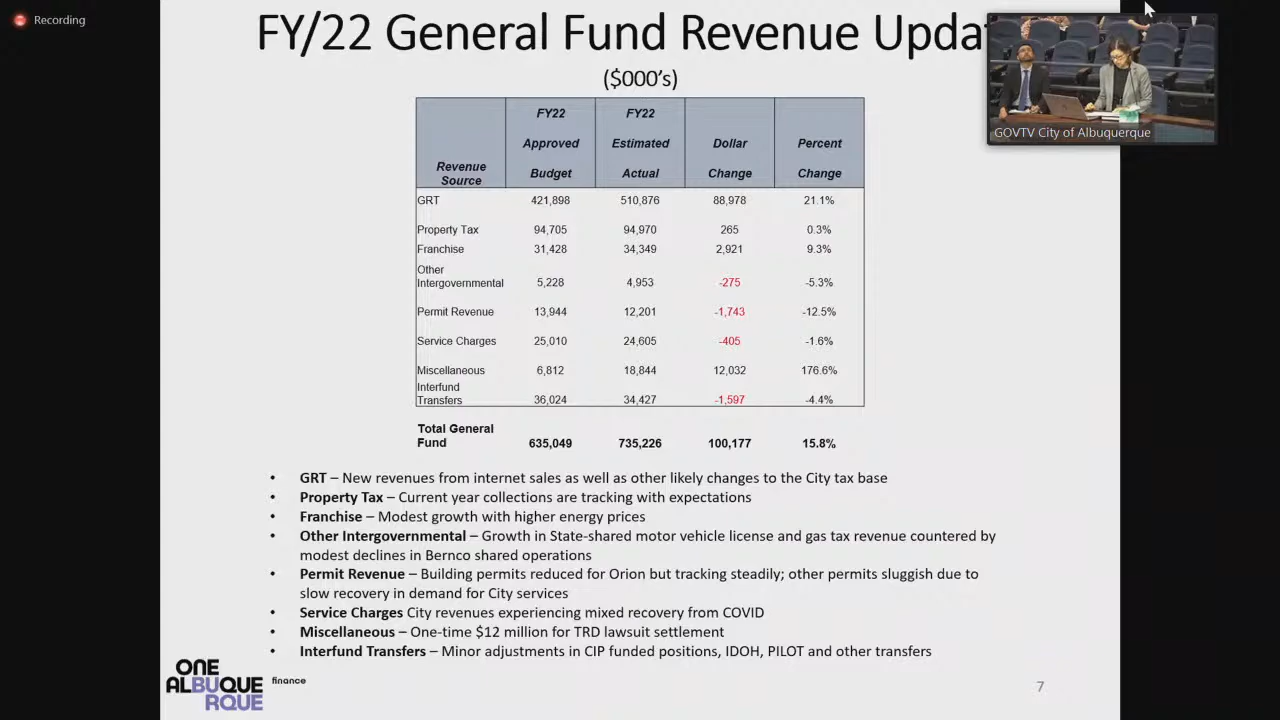 Recording
FY/22 General Fund Revenue Upda
($000's)
GOVTV City of Albuquerque
Revenue Source FY22 Approved Budget FY22 Estimated Actual Dollar Change Percent Change
GRT 421,898 510,876 88,978 21.1%
Property Tax 94,705 94,970 265 0.3%
Franchise 31,428 34,349 2,921 9.3%
Other
Intergovernmental 5,228 4,953 -275 -5.3%
Permit Revenue 13,944 12,201 -1,743 -12.5%
Service Charges 25,010 24,605 -405 -1.6%
Miscellaneous 6,812 18,844 12,032 176.6%
Interfund
Transfers 36,024 34,427 -1,597 -4.4%
Total General
Fund 635,049 735,226 100,177 15.8%
• GRT – New revenues from internet sales as well as other likely changes to the City tax base
• Property Tax – Current year collections are tracking with expectations
• Franchise – Modest growth with higher energy prices
• Other Intergovernmental – Growth in State-shared motor vehicle license and gas tax revenue countered by
modest declines in Bernco shared operations
• Permit Revenue – Building permits reduced for Orion but tracking steadily; other permits sluggish due to
slow recovery in demand for City services
• Service Charges City revenues experiencing mixed recovery from COVID
• Miscellaneous – One-time $12 million for TRD lawsuit settlement
• Interfund Transfers – Minor adjustments in CIP funded positions, IDOH, PILOT and other transfers
ONE
ALBUQUE
RQUE
finance
7